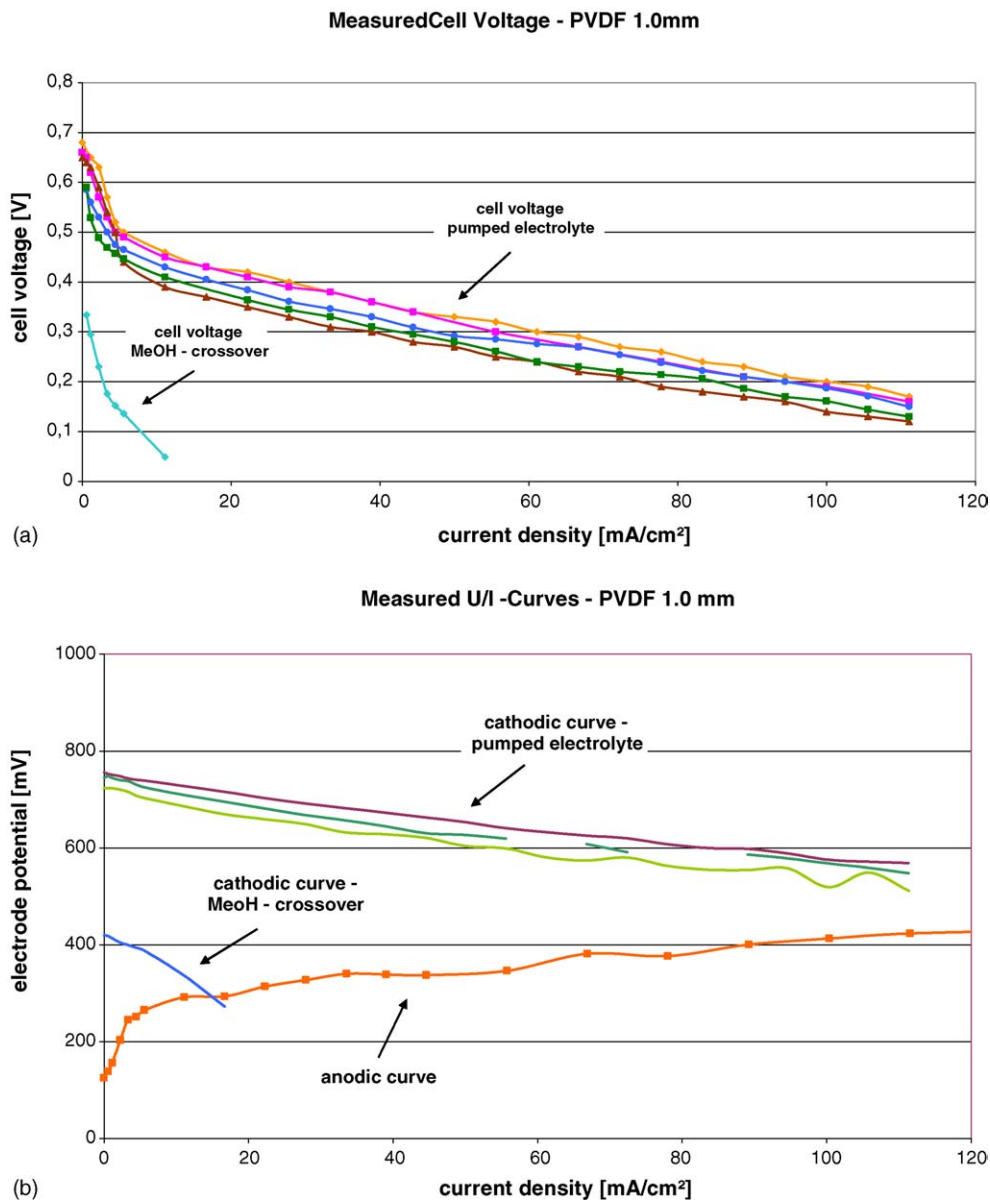 MeasuredCell Voltage - PVDF 1.0mm
0,8
0,7
0,6
0,5
0,4
0,3
0,2
0,1
0
cell voltage [V]
cell voltage
pumped electrolyte
cell voltage
MeOH - crossover
0
20
40
60
80
100
120
current density [mA/cm²]
(a)
Measured U/I -Curves - PVDF 1.0 mm
1000
800
600
400
200
0
electrode potential [mV]
cathodic curve -
pumped electrolyte
cathodic curve -
MeoH - crossover
anodic curve
0
20
40
60
80
100
120
current density [mA/cm²]
(b)